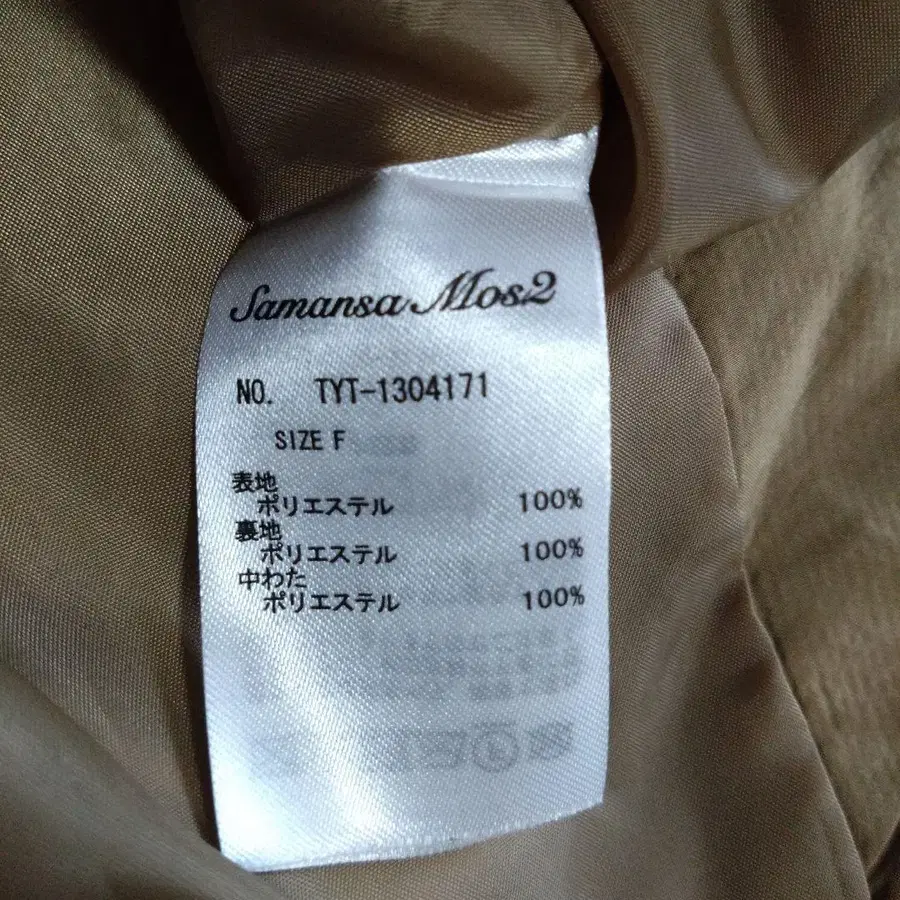 Samansa Mos2
NO. TYT-1304171
SIZE F
表地
ポリエステル 100%
裏地
ポリエステル 100%
中わた
ポリエステル 100%